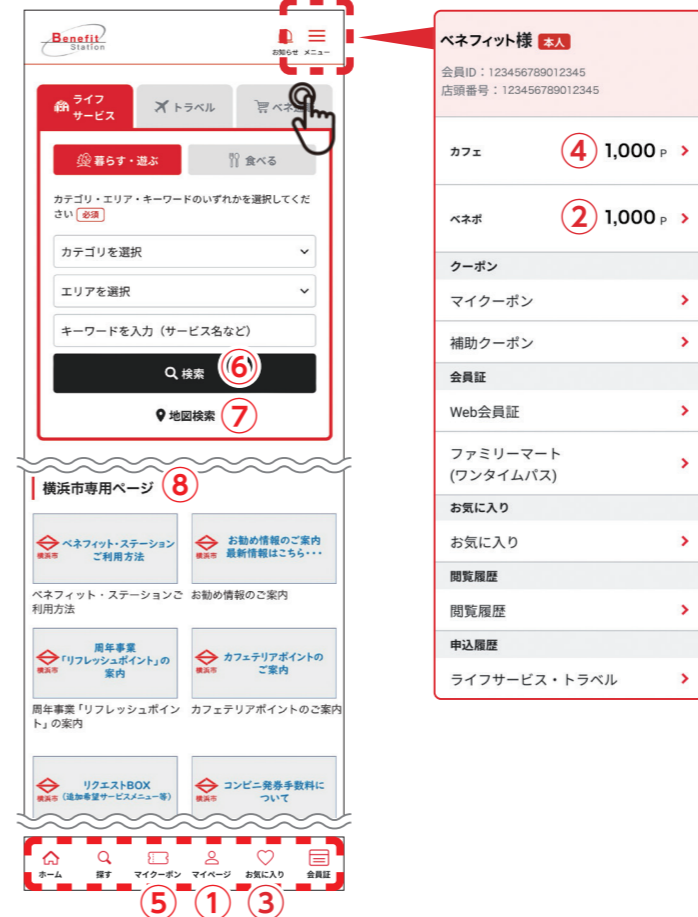 Benefit
Station
お知らせ メニュー
ライフ
サービス
トラベル
暮らす・遊ぶ
食べる
カテゴリ・エリア・キーワードのいずれかを選択してくだ
さい 必須
カテゴリを選択
エリアを選択
キーワードを入力（サービス名など）
検索 ⑥
地図検索 ⑦
横浜市専用ページ ⑧
横浜市
ベネフィット・ステーション
ご利用方法
横浜市
お勧め情報のご案内
最新情報はこちら・・・
ベネフィット・ステーションご
利用方法
お勧め情報のご案内
横浜市
周年事業
「リフレッシュポイント」の
案内
横浜市
カフェテリアポイントの
ご案内
周年事業「リフレッシュポイン
ト」の案内
カフェテリアポイントのご案内
横浜市
リクエストBOX
（追加希望サービスメニュー等）
横浜市
コンビニ発券手数料に
ついて
ホーム 探す マイクーポン マイページ お気に入り 会員証
⑤ ① ③
ベネフィット様 本人
会員ID：123456789012345
店頭番号：123456789012345
カフェ ④ 1,000 P
ベネポ ② 1,000 P
クーポン
マイクーポン
補助クーポン
会員証
Web会員証
ファミリーマート
(ワンタイムパス)
お気に入り
お気に入り
閲覧履歴
閲覧履歴
申込履歴
ライフサービス・トラベル